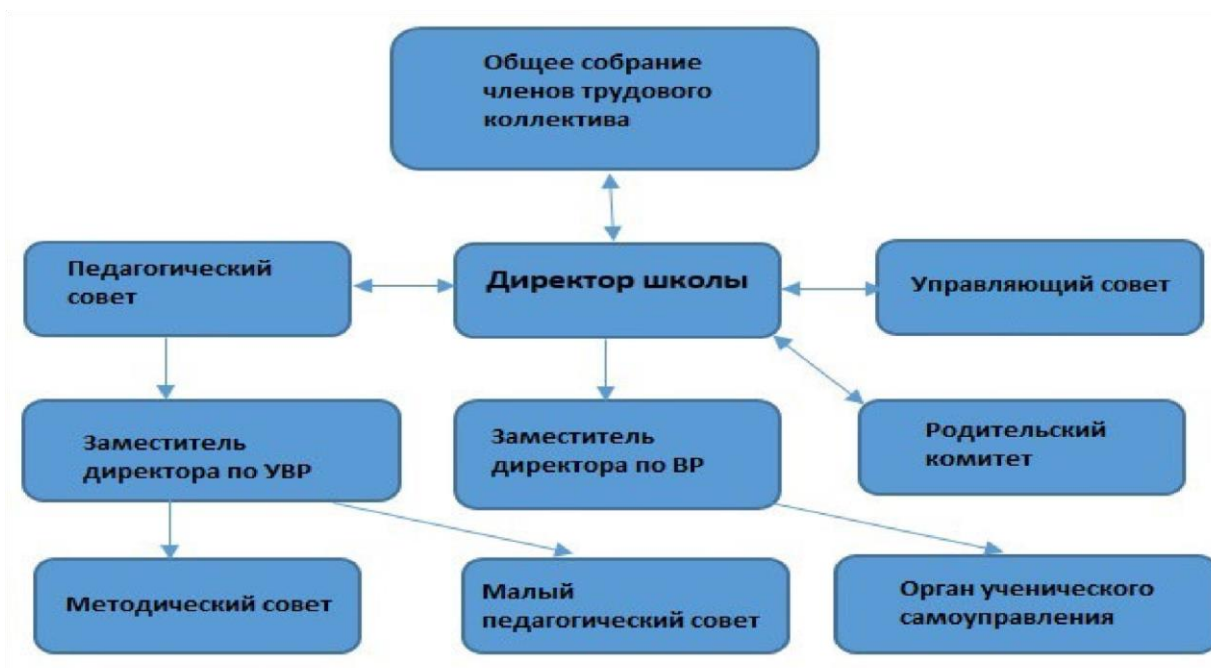 Общее собрание
членов трудового
коллектива
Педагогический
совет
Директор школы
Управляющий совет
Заместитель
директора по УВР
Заместитель
директора по ВР
Родительский
комитет
Методический совет
Малый
педагогический совет
Орган ученического
самоуправления